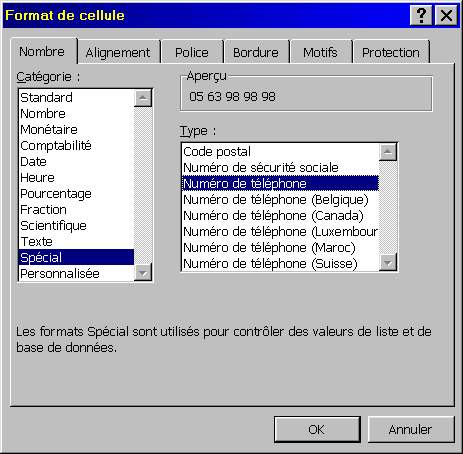 Format de cellule
Nombre Alignement Police Bordure Motifs Protection
Catégorie :
Standard
Nombre
Monétaire
Comptabilité
Date
Heure
Pourcentage
Fraction
Scientifique
Texte
Spécial
Personnalisée
Aperçu
05 63 98 98 98
Type :
Code postal
Numéro de sécurité sociale
Numéro de téléphone
Numéro de téléphone (Belgique)
Numéro de téléphone (Canada)
Numéro de téléphone (Luxembour
Numéro de téléphone (Maroc)
Numéro de téléphone (Suisse)
Les formats Spécial sont utilisés pour contrôler des valeurs de liste et de
base de données.
OK Annuler